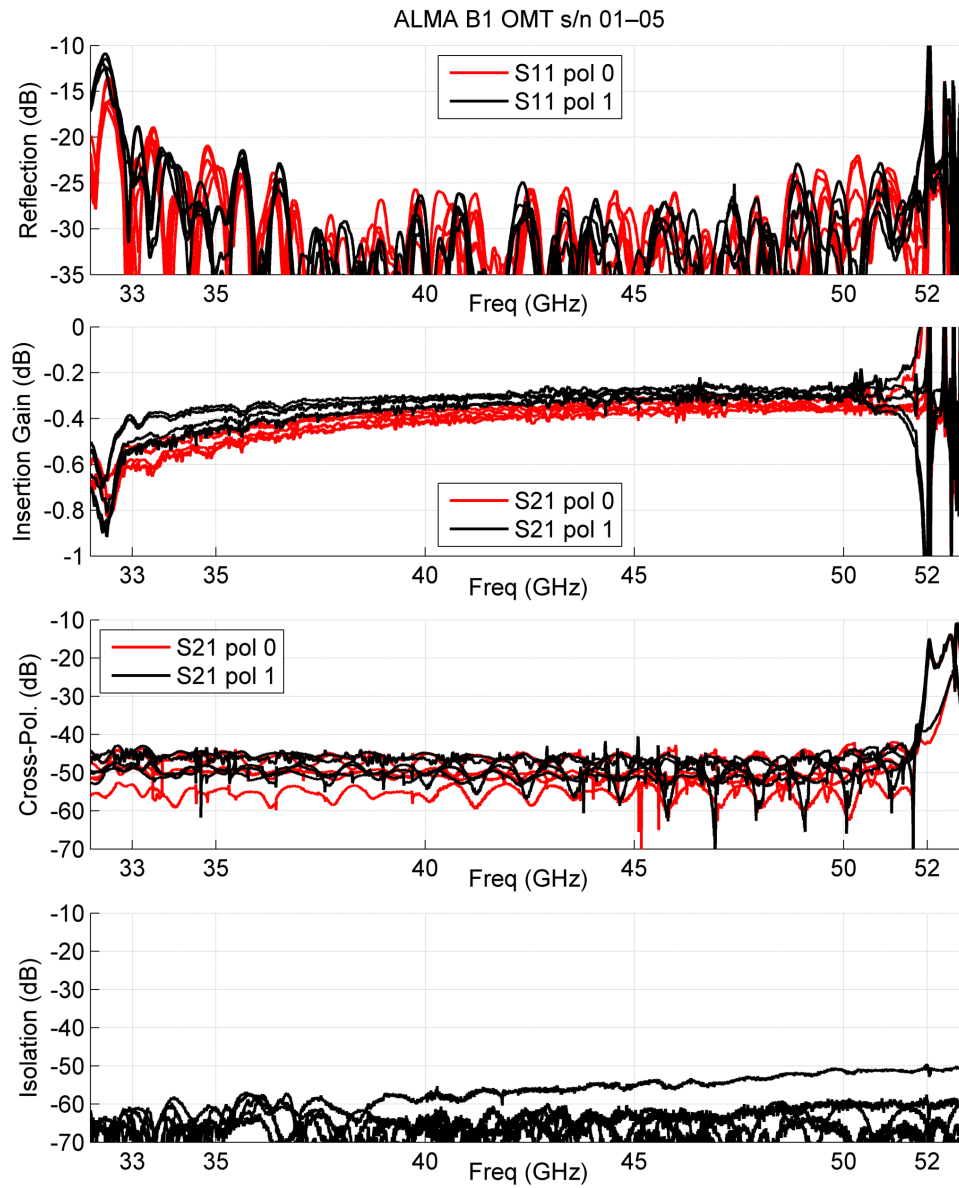 ALMA B1 OMT s/n 01–05
Reflection (dB)
-10
-15
-20
-25
-30
-35
S11 pol 0
S11 pol 1
33 35 40 45 50 52
Freq (GHz)
Insertion Gain (dB)
0
-0.2
-0.4
-0.6
-0.8
-1
S21 pol 0
S21 pol 1
33 35 40 45 50 52
Freq (GHz)
Cross-Pol. (dB)
-10
-20
-30
-40
-50
-60
-70
S21 pol 0
S21 pol 1
33 35 40 45 50 52
Freq (GHz)
Isolation (dB)
-10
-20
-30
-40
-50
-60
-70
33 35 40 45 50 52
Freq (GHz)